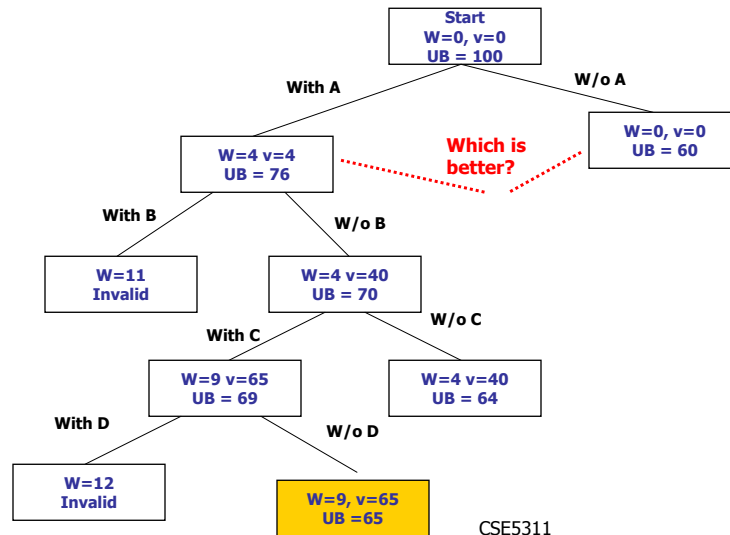 Start
W=0, v=0
UB = 100
With A
W/o A
W=4 v=4
UB = 76
Which is
better?
W=0, v=0
UB = 60
With B
W/o B
W=11
Invalid
W=4 v=40
UB = 70
With C
W/o C
W=9 v=65
UB = 69
W=4 v=40
UB = 64
With D
W/o D
W=12
Invalid
W=9, v=65
UB =65
CSE5311